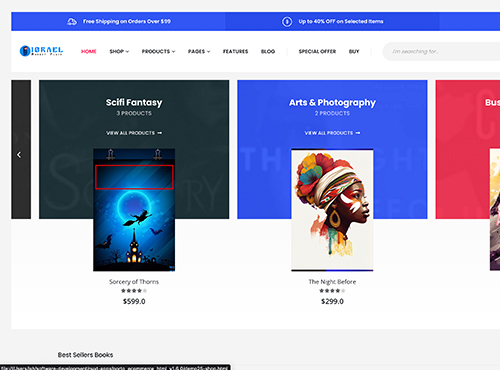 Free Shipping on Orders Over $99
Up to 40% OFF on Selected Items
HOME SHOP PRODUCTS PAGES FEATURES BLOG SPECIAL OFFER BUY
I'm searching for...
Scifi Fantasy
3 PRODUCTS
VIEW ALL PRODUCTS
Arts & Photography
2 PRODUCTS
VIEW ALL PRODUCTS
Bus
Sorcery of Thorns
$599.0
The Night Before
$299.0
Best Sellers Books